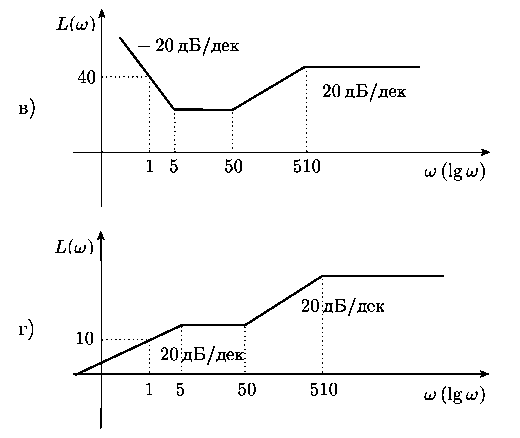 L(ω)
− 20 дБ/дек
40
20 дБ/дек
в)
1 5 50 510
ω (lg ω)
L(ω)
20 дБ/дек
г)
10
20 дБ/дек
1 5 50 510
ω (lg ω)